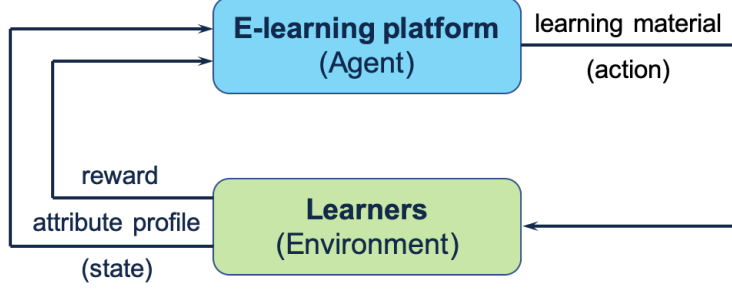 E-learning platform
(Agent)
learning material
(action)
reward
attribute profile
(state)
Learners
(Environment)